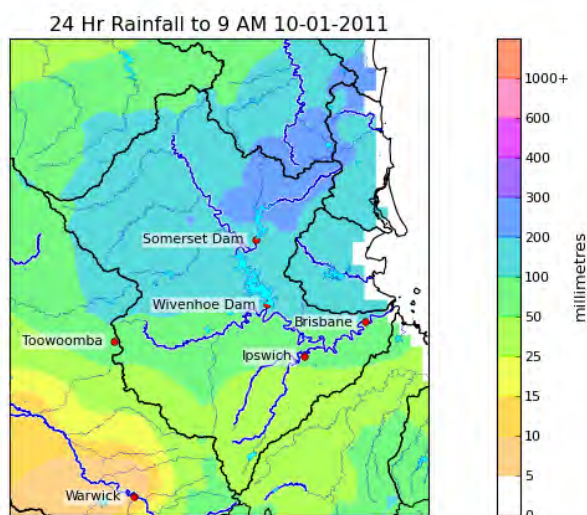 24 Hr Rainfall to 9 AM 10-01-2011
Somerset Dam
Wivenhoe Dam
Brisbane
Toowoomba
Ipswich
Warwick
1000+
600
400
300
200
100
50
25
15
10
5
0
millimetres